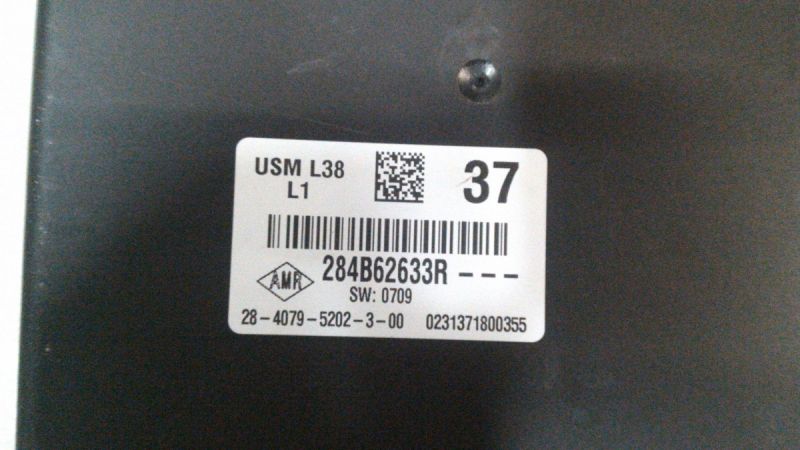 USM L38
L1
37
284B62633R ---
AMR
SW: 0709
28-4079-5202-3-00 0231371800355